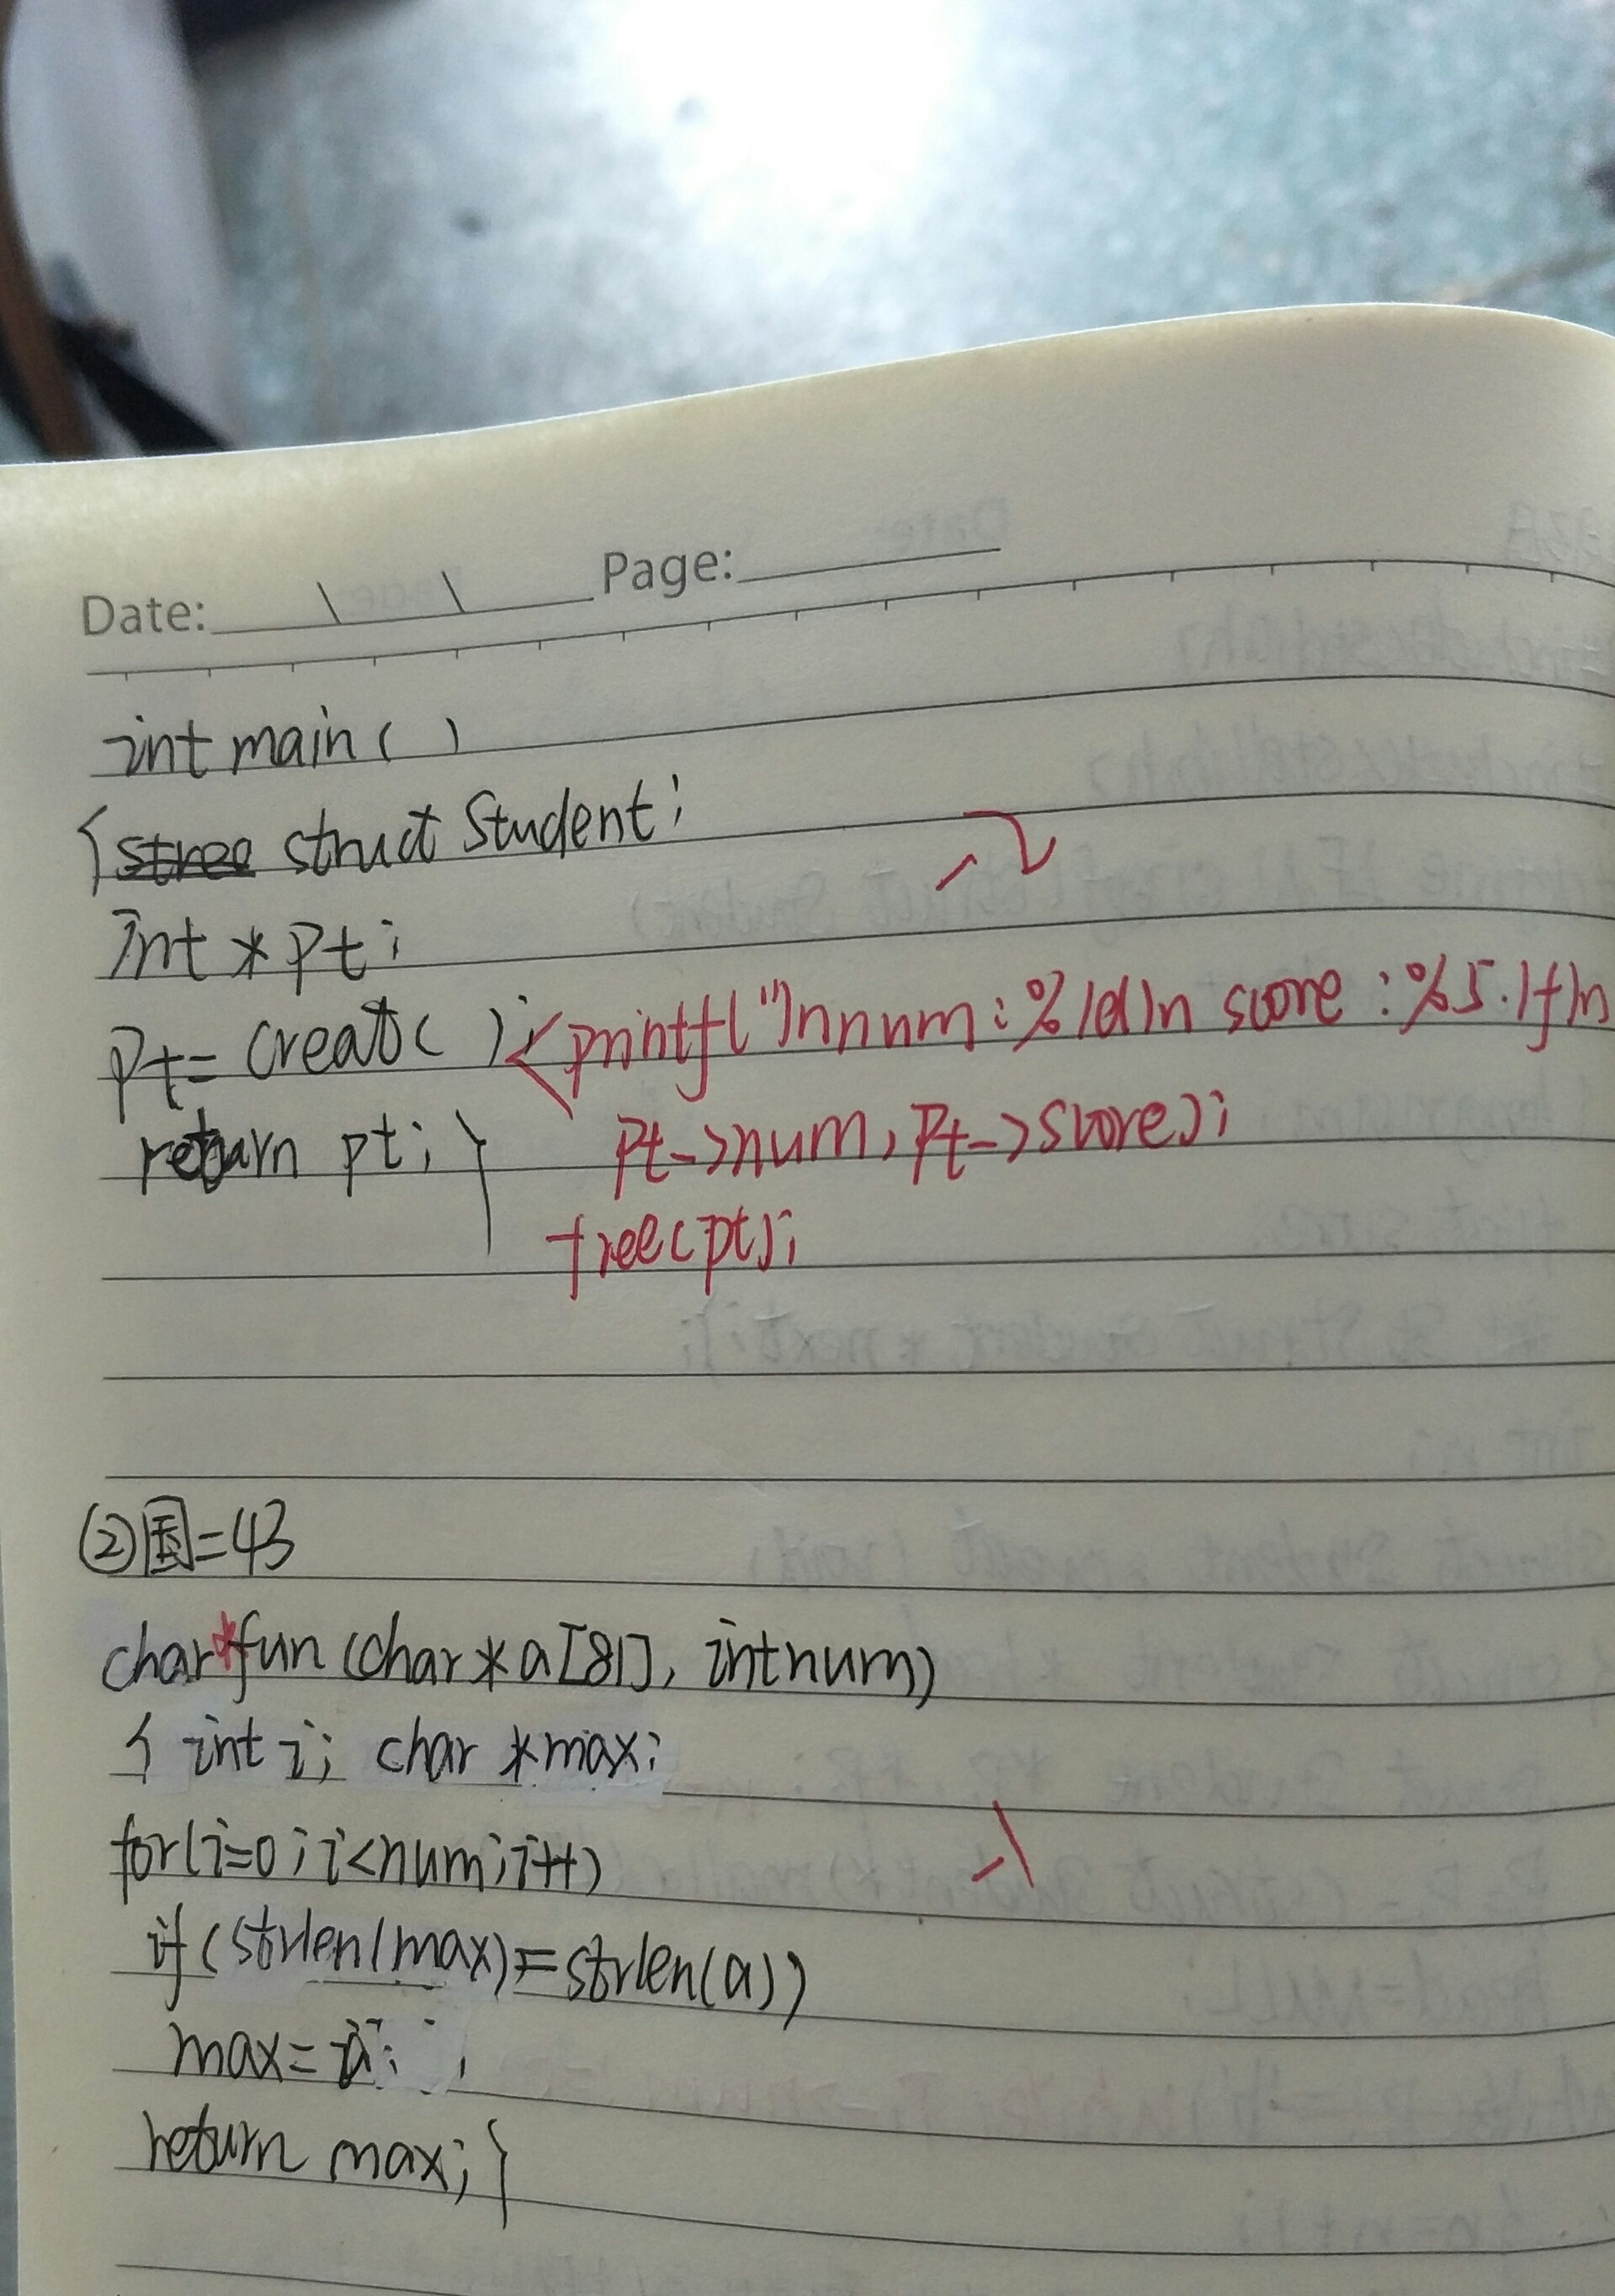 Date: \ \ Page:
int main( )
{ struct Student;
int *pt;
pt= creat( ); <printf("\nnum:%ld\n score:%5.1f\n
return pt; } pt->num, pt->score);
free(pt);
②国=43
char*fun (char *a[81], int num)
{ int i; char *max;
for(i=0;i<num;i++)
if(strlen(max)=strlen(a))
max=a;
return max;}